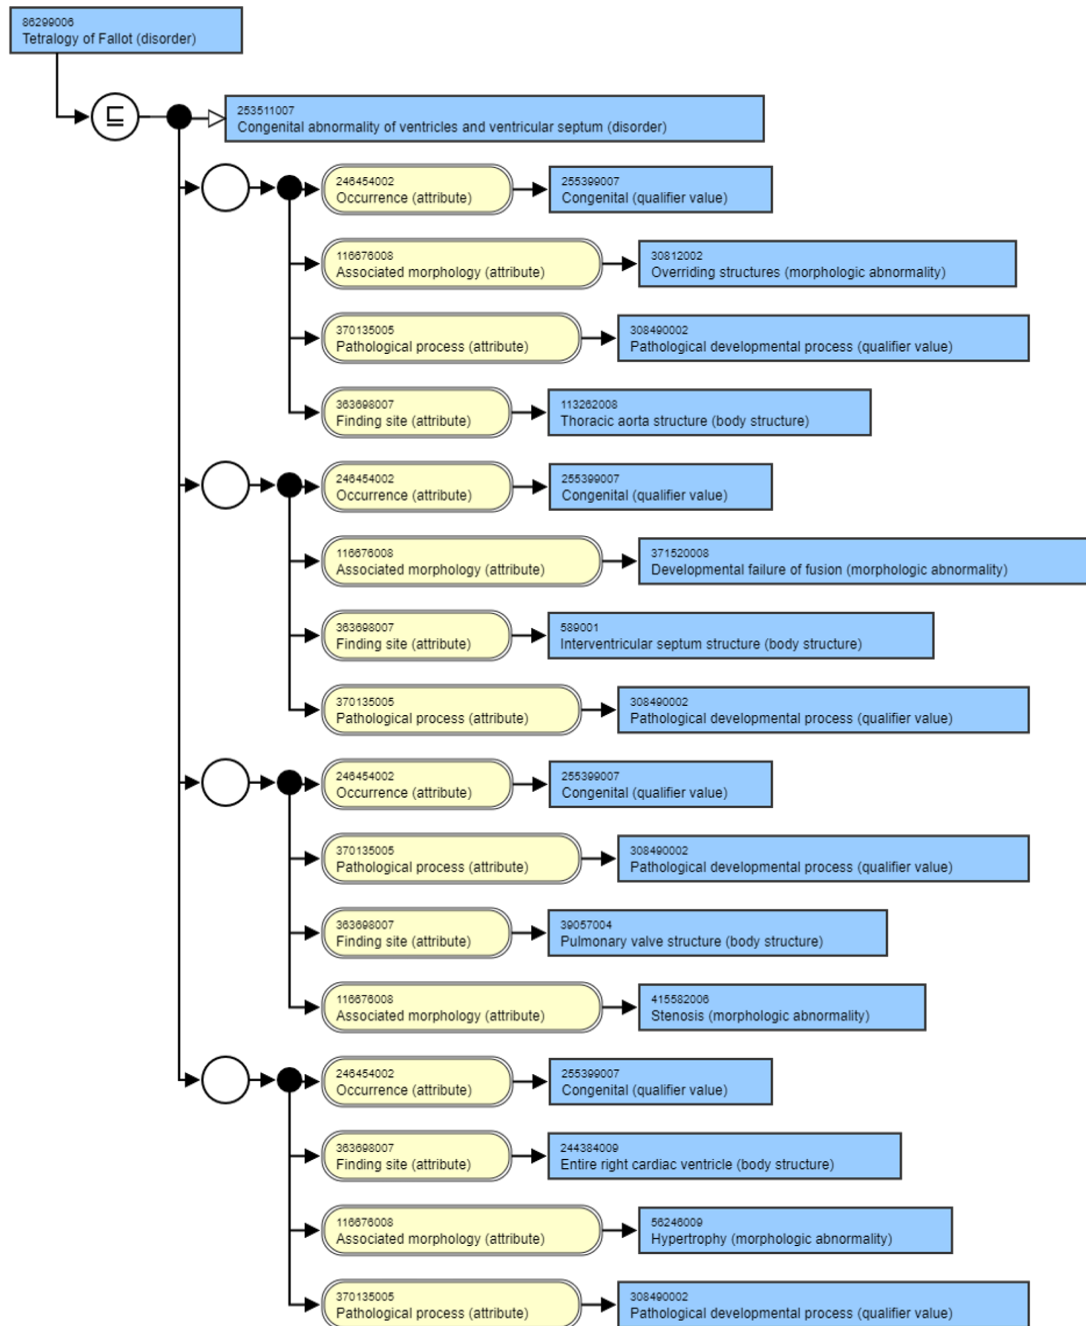 86299006
Tetralogy of Fallot (disorder)
⊑
253511007
Congenital abnormality of ventricles and ventricular septum (disorder)
246454002
Occurrence (attribute)
255399007
Congenital (qualifier value)
116676008
Associated morphology (attribute)
30812002
Overriding structures (morphologic abnormality)
370135005
Pathological process (attribute)
308490002
Pathological developmental process (qualifier value)
363698007
Finding site (attribute)
113262008
Thoracic aorta structure (body structure)
246454002
Occurrence (attribute)
255399007
Congenital (qualifier value)
116676008
Associated morphology (attribute)
371520008
Developmental failure of fusion (morphologic abnormality)
363698007
Finding site (attribute)
589001
Interventricular septum structure (body structure)
370135005
Pathological process (attribute)
308490002
Pathological developmental process (qualifier value)
246454002
Occurrence (attribute)
255399007
Congenital (qualifier value)
370135005
Pathological process (attribute)
308490002
Pathological developmental process (qualifier value)
363698007
Finding site (attribute)
39057004
Pulmonary valve structure (body structure)
116676008
Associated morphology (attribute)
415582006
Stenosis (morphologic abnormality)
246454002
Occurrence (attribute)
255399007
Congenital (qualifier value)
363698007
Finding site (attribute)
244384009
Entire right cardiac ventricle (body structure)
116676008
Associated morphology (attribute)
56246009
Hypertrophy (morphologic abnormality)
370135005
Pathological process (attribute)
308490002
Pathological developmental process (qualifier value)